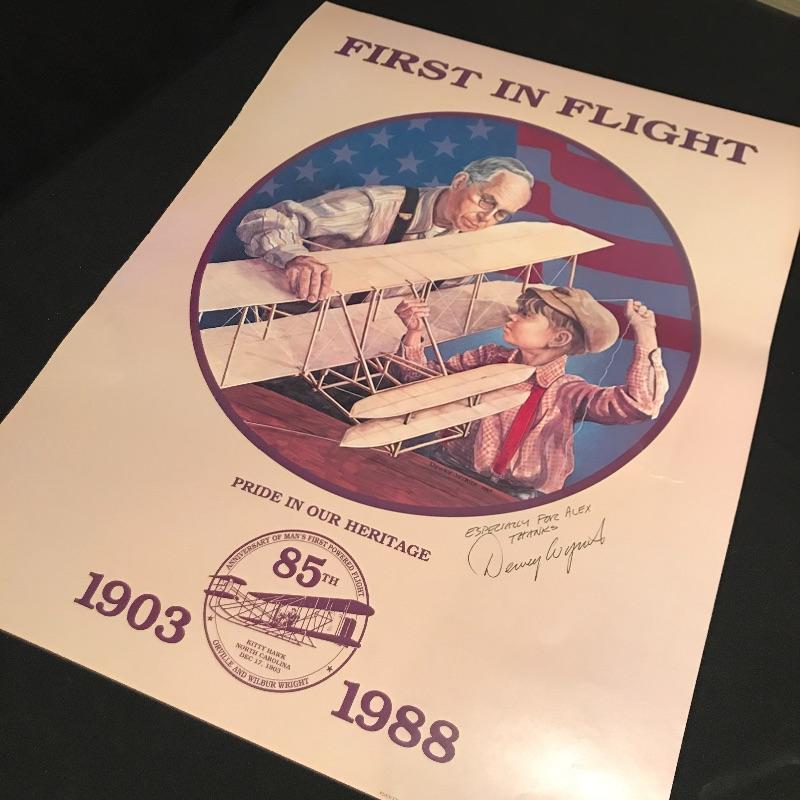 FIRST IN FLIGHT
PRIDE IN OUR HERITAGE
ESPECIALLY FOR ALEX
THANKS
Dewey
ANNIVERSARY OF MAN'S FIRST POWERED FLIGHT
85TH
KITTY HAWK
NORTH CAROLINA
DEC 17, 1903
ORVILLE AND WILBUR WRIGHT
1903
1988